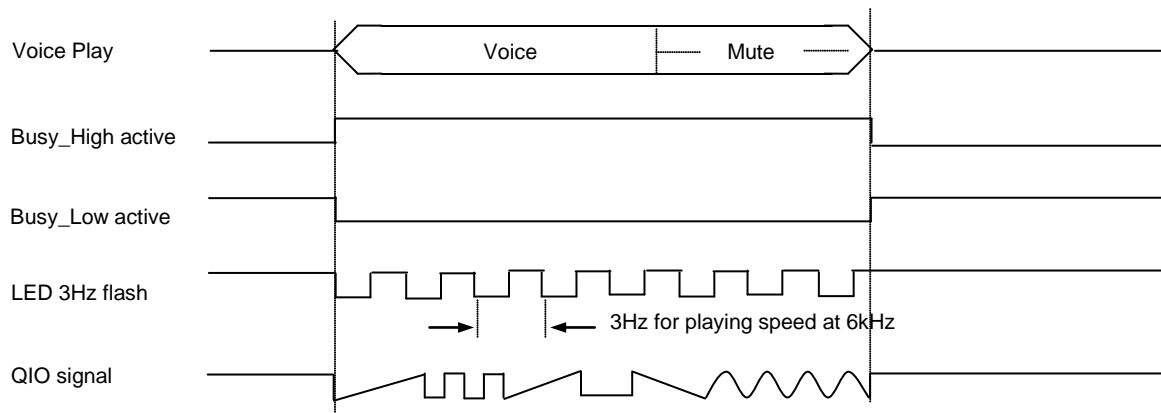 Voice Play
Voice
Mute
Busy_High active
Busy_Low active
LED 3Hz flash
3Hz for playing speed at 6kHz
QIO signal